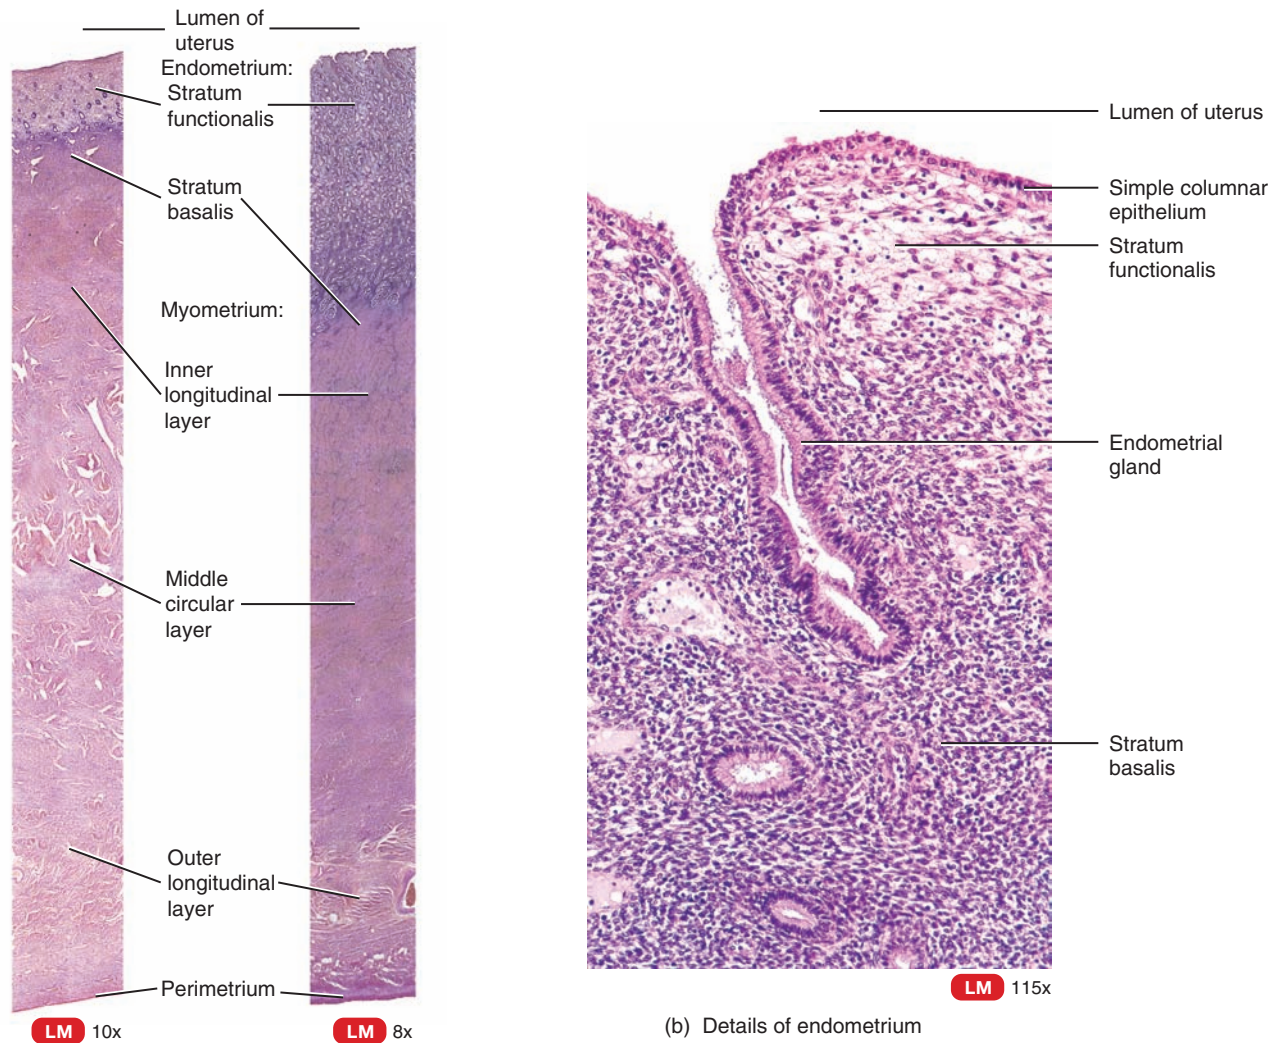 Lumen of
uterus
Endometrium:
Stratum
functionalis
Stratum
basalis
Myometrium:
Inner
longitudinal
layer
Middle
circular
layer
Outer
longitudinal
layer
Perimetrium
LM 10x
LM 8x
Lumen of uterus
Simple columnar
epithelium
Stratum
functionalis
Endometrial
gland
Stratum
basalis
LM 115x
(b) Details of endometrium